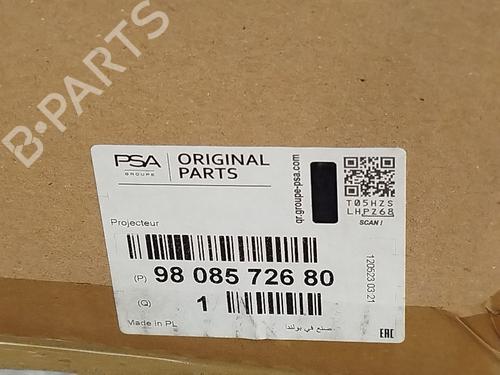 B-PARTS
PSA
GROUPE
ORIGINAL
PARTS
qr.groupe-psa.com
T05HZS
LHPZ68
SCAN !
Projecteur
(P) 98 085 726 80
(Q) 1
120523 03:21
Made in PL
صنع في بولندا
EAC